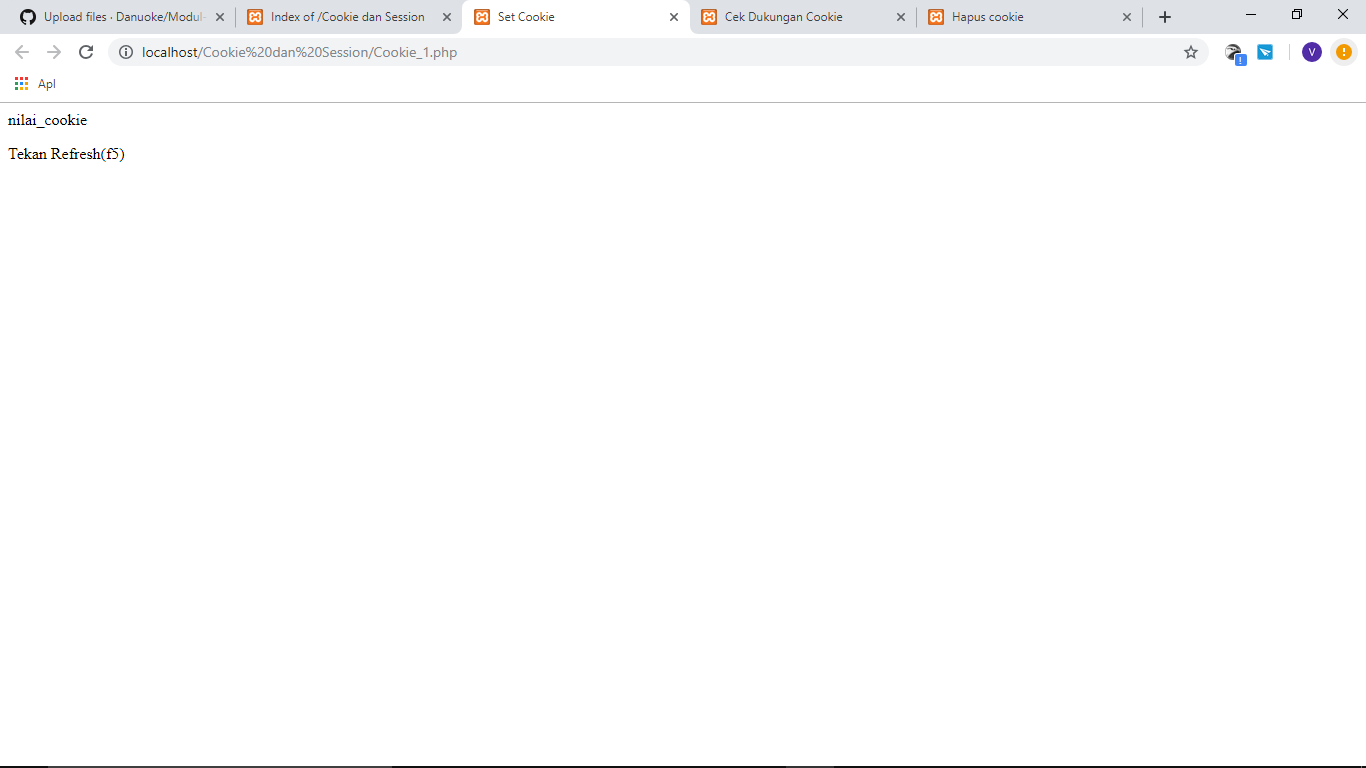 Upload files · Danuoke/Modul-
Index of /Cookie dan Session
Set Cookie
Cek Dukungan Cookie
Hapus cookie
localhost/Cookie%20dan%20Session/Cookie_1.php
V
Apl
nilai_cookie
Tekan Refresh(f5)